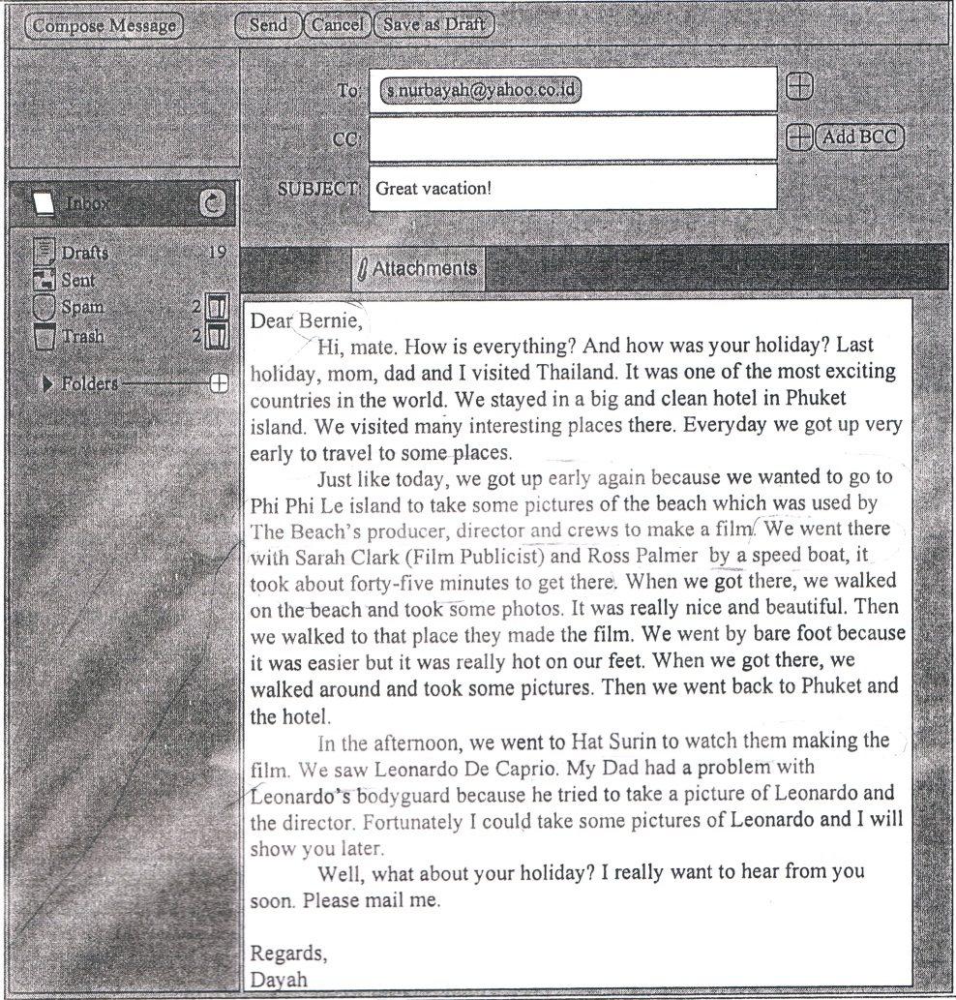 Compose Message
Send Cancel Save as Draft
To: s.nurbayah@yahoo.co.id
CC: Add BCC
SUBJECT: Great vacation!
Inbox
Drafts 19
Sent
Spam 2
Trash 2
Folders
Attachments
Dear Bernie,
Hi, mate. How is everything? And how was your holiday? Last
holiday, mom, dad and I visited Thailand. It was one of the most exciting
countries in the world. We stayed in a big and clean hotel in Phuket
island. We visited many interesting places there. Everyday we got up very
early to travel to some places.
Just like today, we got up early again because we wanted to go to
Phi Phi Le island to take some pictures of the beach which was used by
The Beach's producer, director and crews to make a film. We went there
with Sarah Clark (Film Publicist) and Ross Palmer by a speed boat, it
took about forty-five minutes to get there. When we got there, we walked
on the beach and took some photos. It was really nice and beautiful. Then
we walked to that place they made the film. We went by bare foot because
it was easier but it was really hot on our feet. When we got there, we
walked around and took some pictures. Then we went back to Phuket and
the hotel.
In the afternoon, we went to Hat Surin to watch them making the
film. We saw Leonardo De Caprio. My Dad had a problem with
Leonardo's bodyguard because he tried to take a picture of Leonardo and
the director. Fortunately I could take some pictures of Leonardo and I will
show you later.
Well, what about your holiday? I really want to hear from you
soon. Please mail me.
Regards,
Dayah